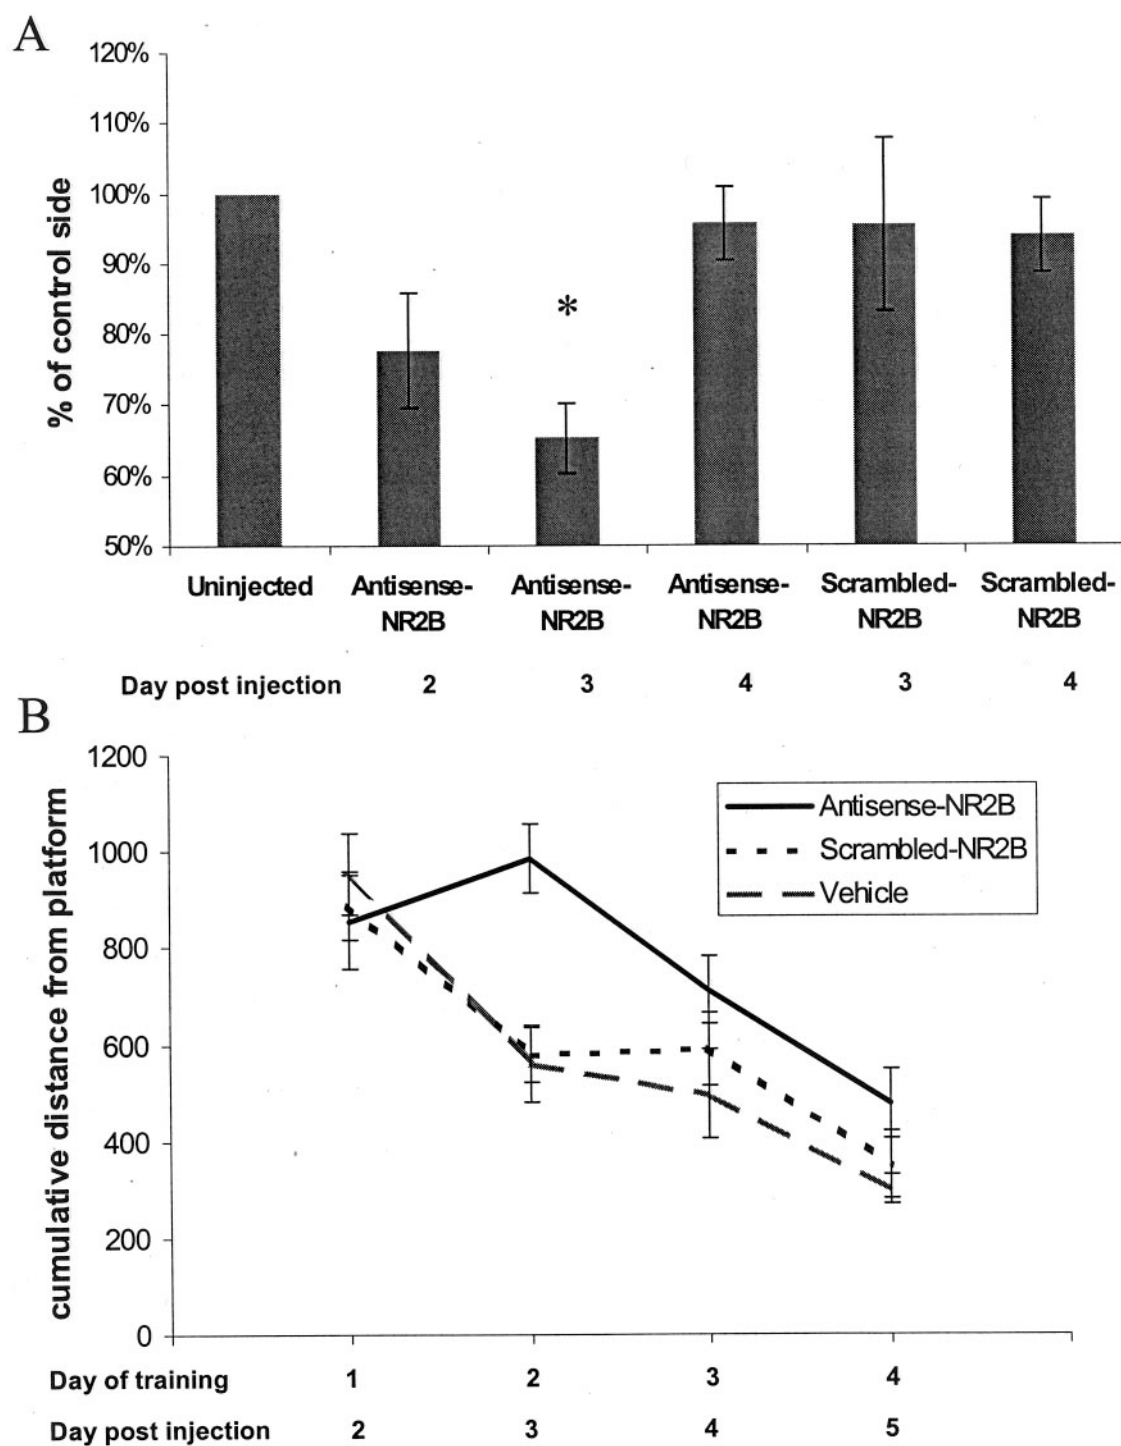 A
120%
110%
100%
90%
80%
70%
60%
50%
% of control side
*
Uninjected Antisense- Antisense- Antisense- Scrambled- Scrambled-
NR2B NR2B NR2B NR2B NR2B
Day post injection 2 3 4 3 4
B
1200
1000
800
600
400
200
0
cumulative distance from platform
Antisense-NR2B
Scrambled-NR2B
Vehicle
Day of training 1 2 3 4
Day post injection 2 3 4 5